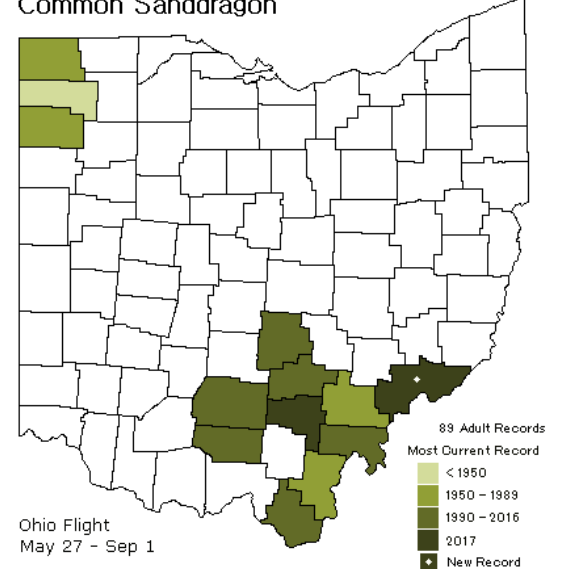 Common Sanddragon
89 Adult Records
Most Current Record
< 1950
1950 - 1989
1990 - 2016
2017
New Record
Ohio Flight
May 27 - Sep 1